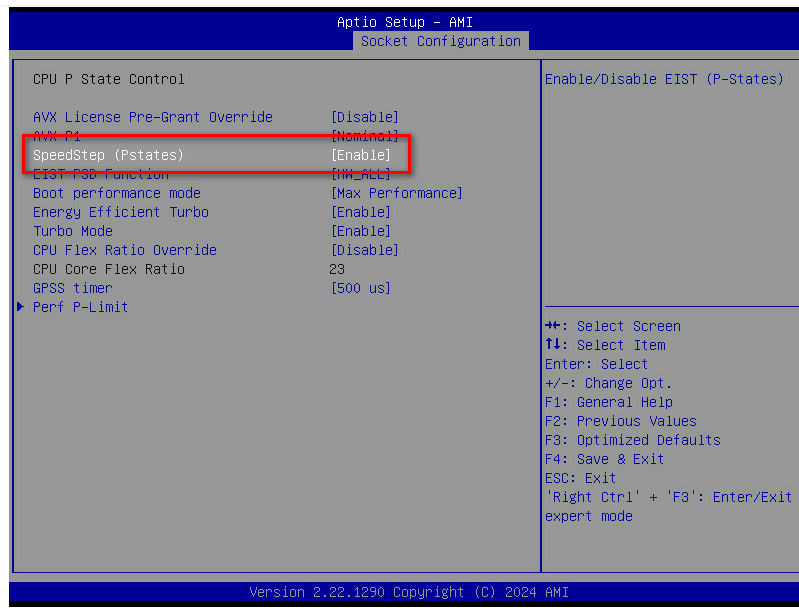 Aptio Setup – AMI
Socket Configuration
CPU P State Control
AVX License Pre-Grant Override [Disable]
AVX P1 [Nominal]
SpeedStep (Pstates) [Enable]
EIST PSD Function [HW_ALL]
Boot performance mode [Max Performance]
Energy Efficient Turbo [Enable]
Turbo Mode [Enable]
CPU Flex Ratio Override [Disable]
CPU Core Flex Ratio 23
GPSS timer [500 us]
Perf P-Limit
Enable/Disable EIST (P-States)
→←: Select Screen
↑↓: Select Item
Enter: Select
+/-: Change Opt.
F1: General Help
F2: Previous Values
F3: Optimized Defaults
F4: Save & Exit
ESC: Exit
'Right Ctrl' + 'F3': Enter/Exit
expert mode
Version 2.22.1290 Copyright (C) 2024 AMI